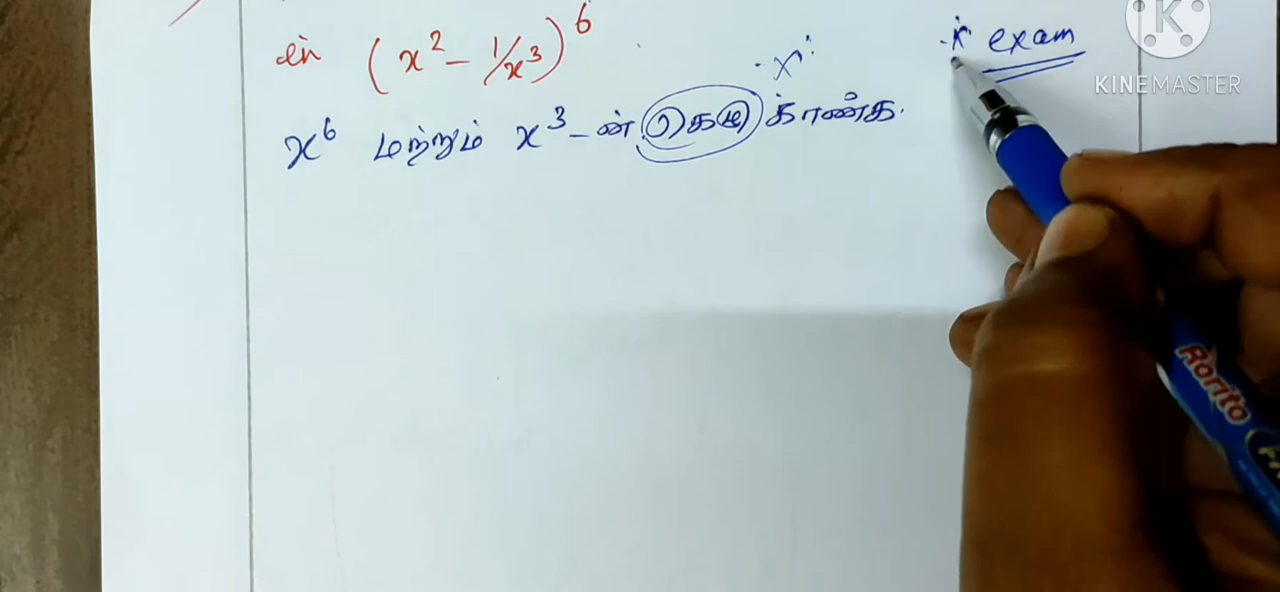 ன் (x² - 1/x³)⁶
* exam
x⁶ மற்றும் x³-ன் கெழு காண்க.
K
KINEMASTER
Rorito